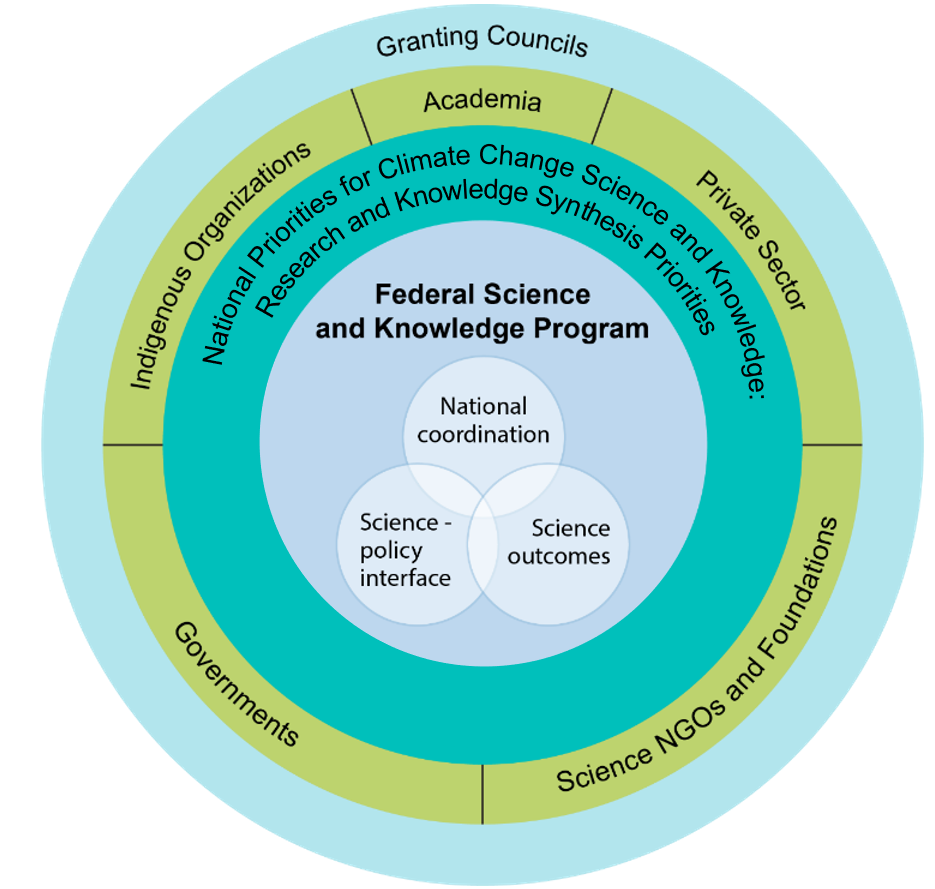 Granting Councils
Academia
Indigenous Organizations
Private Sector
National Priorities for Climate Change Science and Knowledge:
Research and Knowledge Synthesis Priorities
Federal Science
and Knowledge Program
National
coordination
Science -
policy
interface
Science
outcomes
Governments
Science NGOs and Foundations